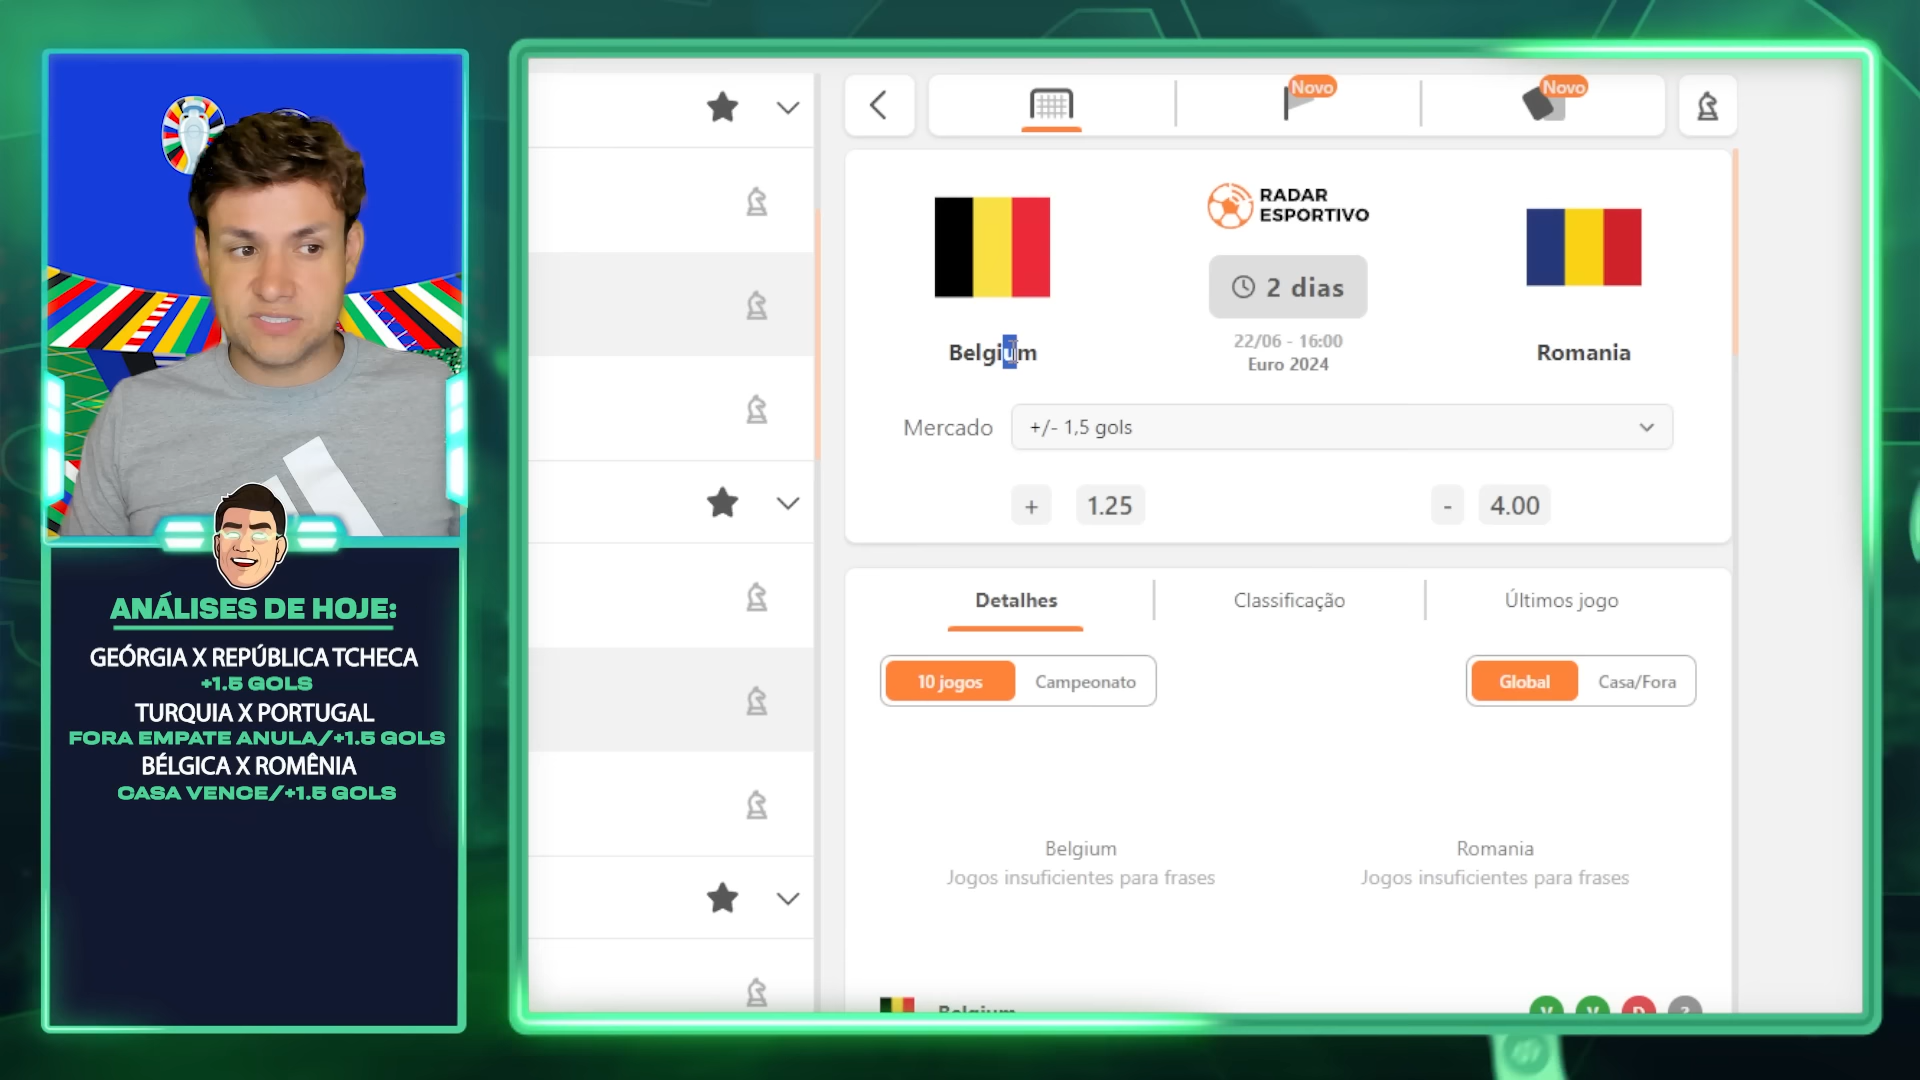 ANÁLISES DE HOJE:
GEÓRGIA X REPÚBLICA TCHECA
+1.5 GOLS
TURQUIA X PORTUGAL
FORA EMPATE ANULA/+1.5 GOLS
BÉLGICA X ROMÊNIA
CASA VENCE/+1.5 GOLS
Novo
Novo
RADAR
ESPORTIVO
2 dias
22/06 - 16:00
Euro 2024
Belgium
Romania
Mercado
+/- 1,5 gols
+ 1.25
- 4.00
Detalhes
Classificação
Últimos jogo
10 jogos
Campeonato
Global
Casa/Fora
Belgium
Jogos insuficientes para frases
Romania
Jogos insuficientes para frases
Belgium
V V D ?